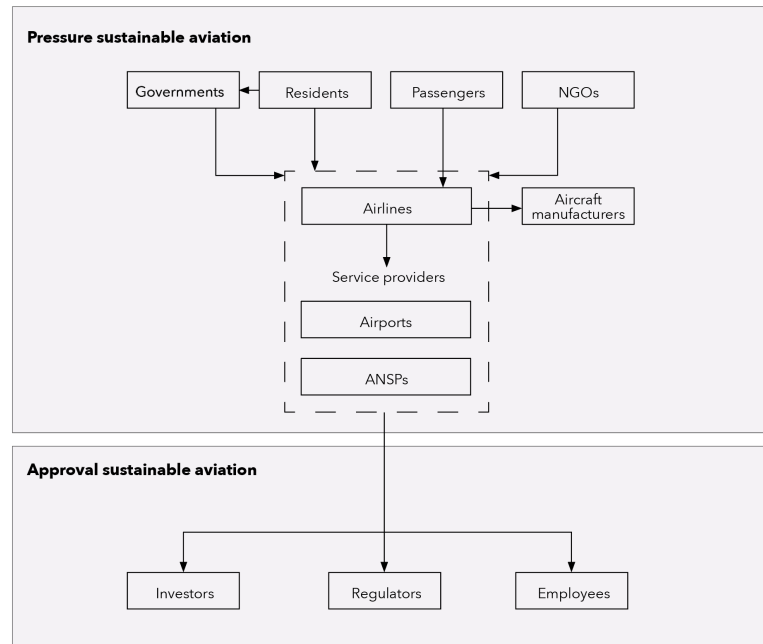 Pressure sustainable aviation
Governments
Residents
Passengers
NGOs
Airlines
Aircraft
manufacturers
Service providers
Airports
ANSPs
Approval sustainable aviation
Investors
Regulators
Employees